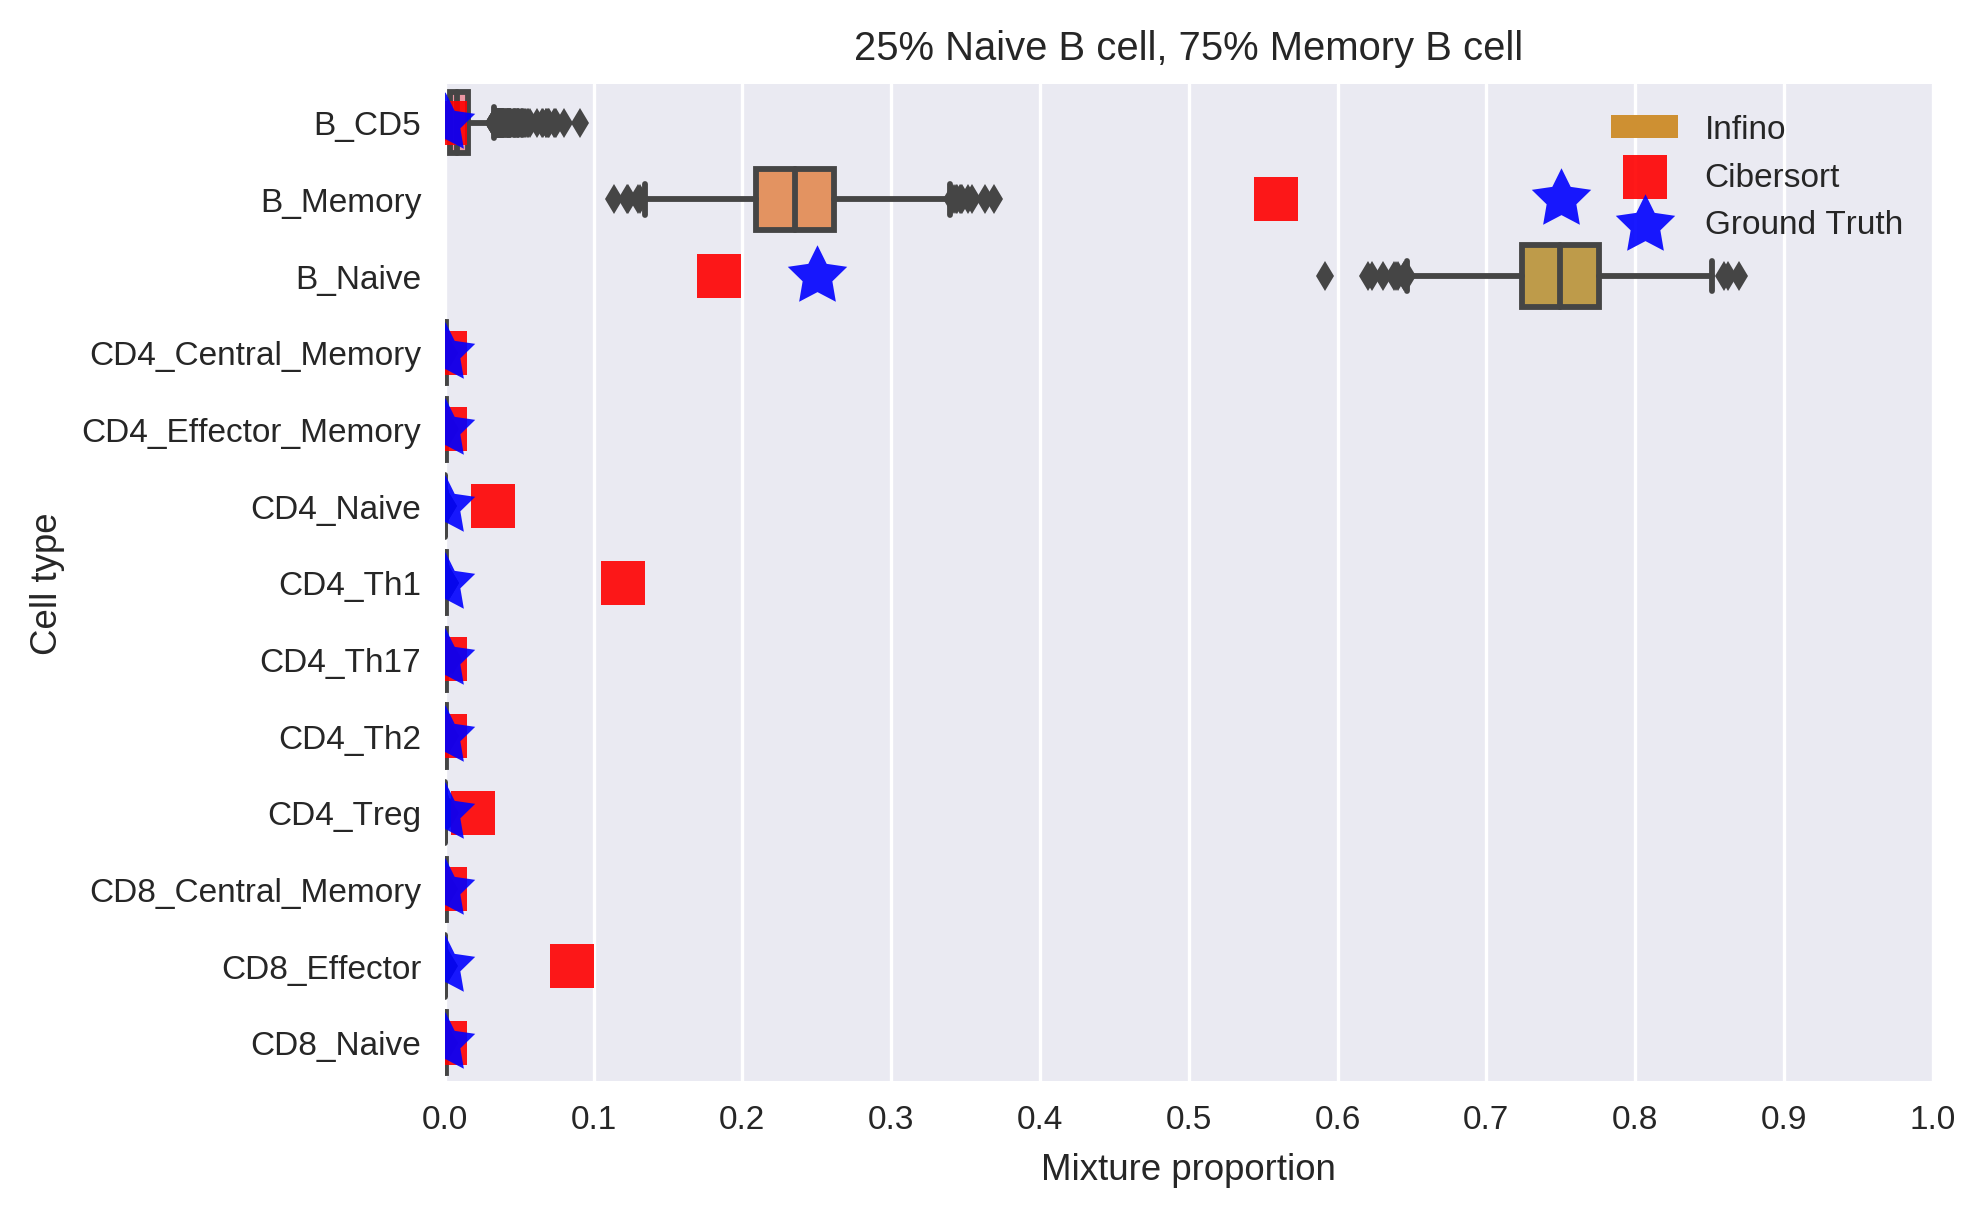 25% Naive B cell, 75% Memory B cell
Infino
Cibersort
Ground Truth
Cell type
B_CD5
B_Memory
B_Naive
CD4_Central_Memory
CD4_Effector_Memory
CD4_Naive
CD4_Th1
CD4_Th17
CD4_Th2
CD4_Treg
CD8_Central_Memory
CD8_Effector
CD8_Naive
0.0 0.1 0.2 0.3 0.4 0.5 0.6 0.7 0.8 0.9 1.0
Mixture proportion